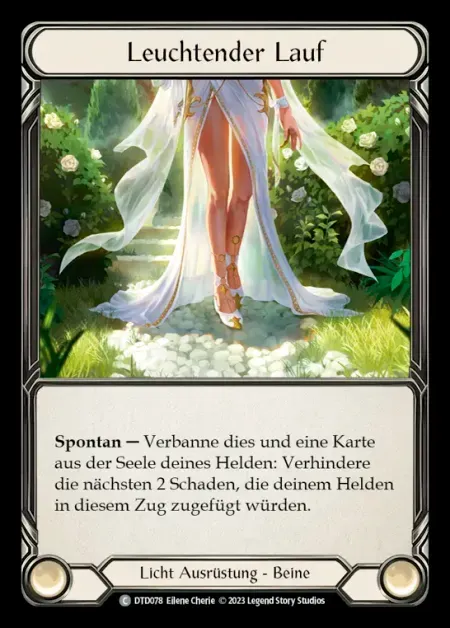 Leuchtender Lauf
Spontan — Verbanne dies und eine Karte
aus der Seele deines Helden: Verhindere
die nächsten 2 Schaden, die deinem Helden
in diesem Zug zugefügt würden.
Licht Ausrüstung - Beine
C DTD078 Eilene Cherie © 2023 Legend Story Studios